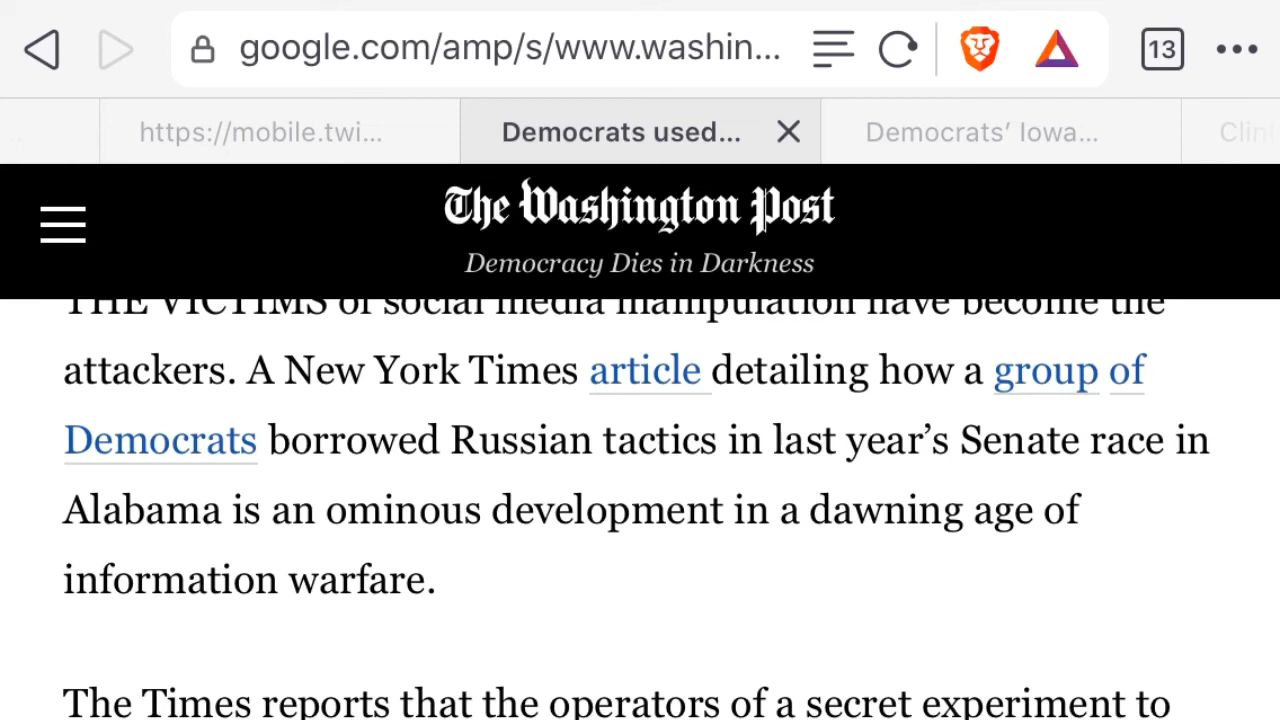 google.com/amp/s/www.washin...
13
https://mobile.twi...
Democrats used...
Democrats’ Iowa...
Clin
The Washington Post
Democracy Dies in Darkness
THE VICTIMS of social media manipulation have become the
attackers. A New York Times article detailing how a group of
Democrats borrowed Russian tactics in last year’s Senate race in
Alabama is an ominous development in a dawning age of
information warfare.
The Times reports that the operators of a secret experiment to